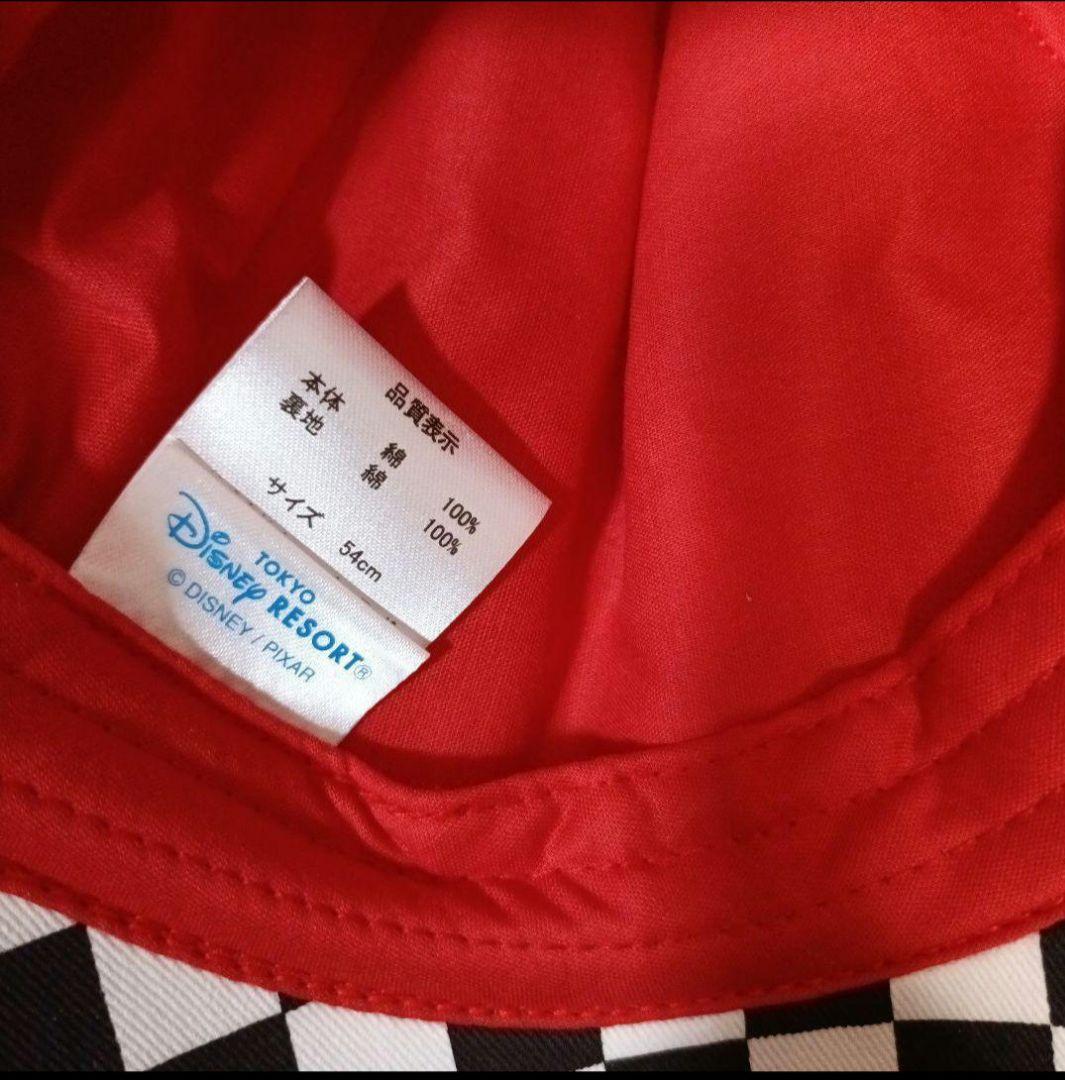 品質表示
本体 綿 100%
裏地 綿 100%
サイズ 54cm
TOKYO
DISNEY RESORT®
© DISNEY / PIXAR